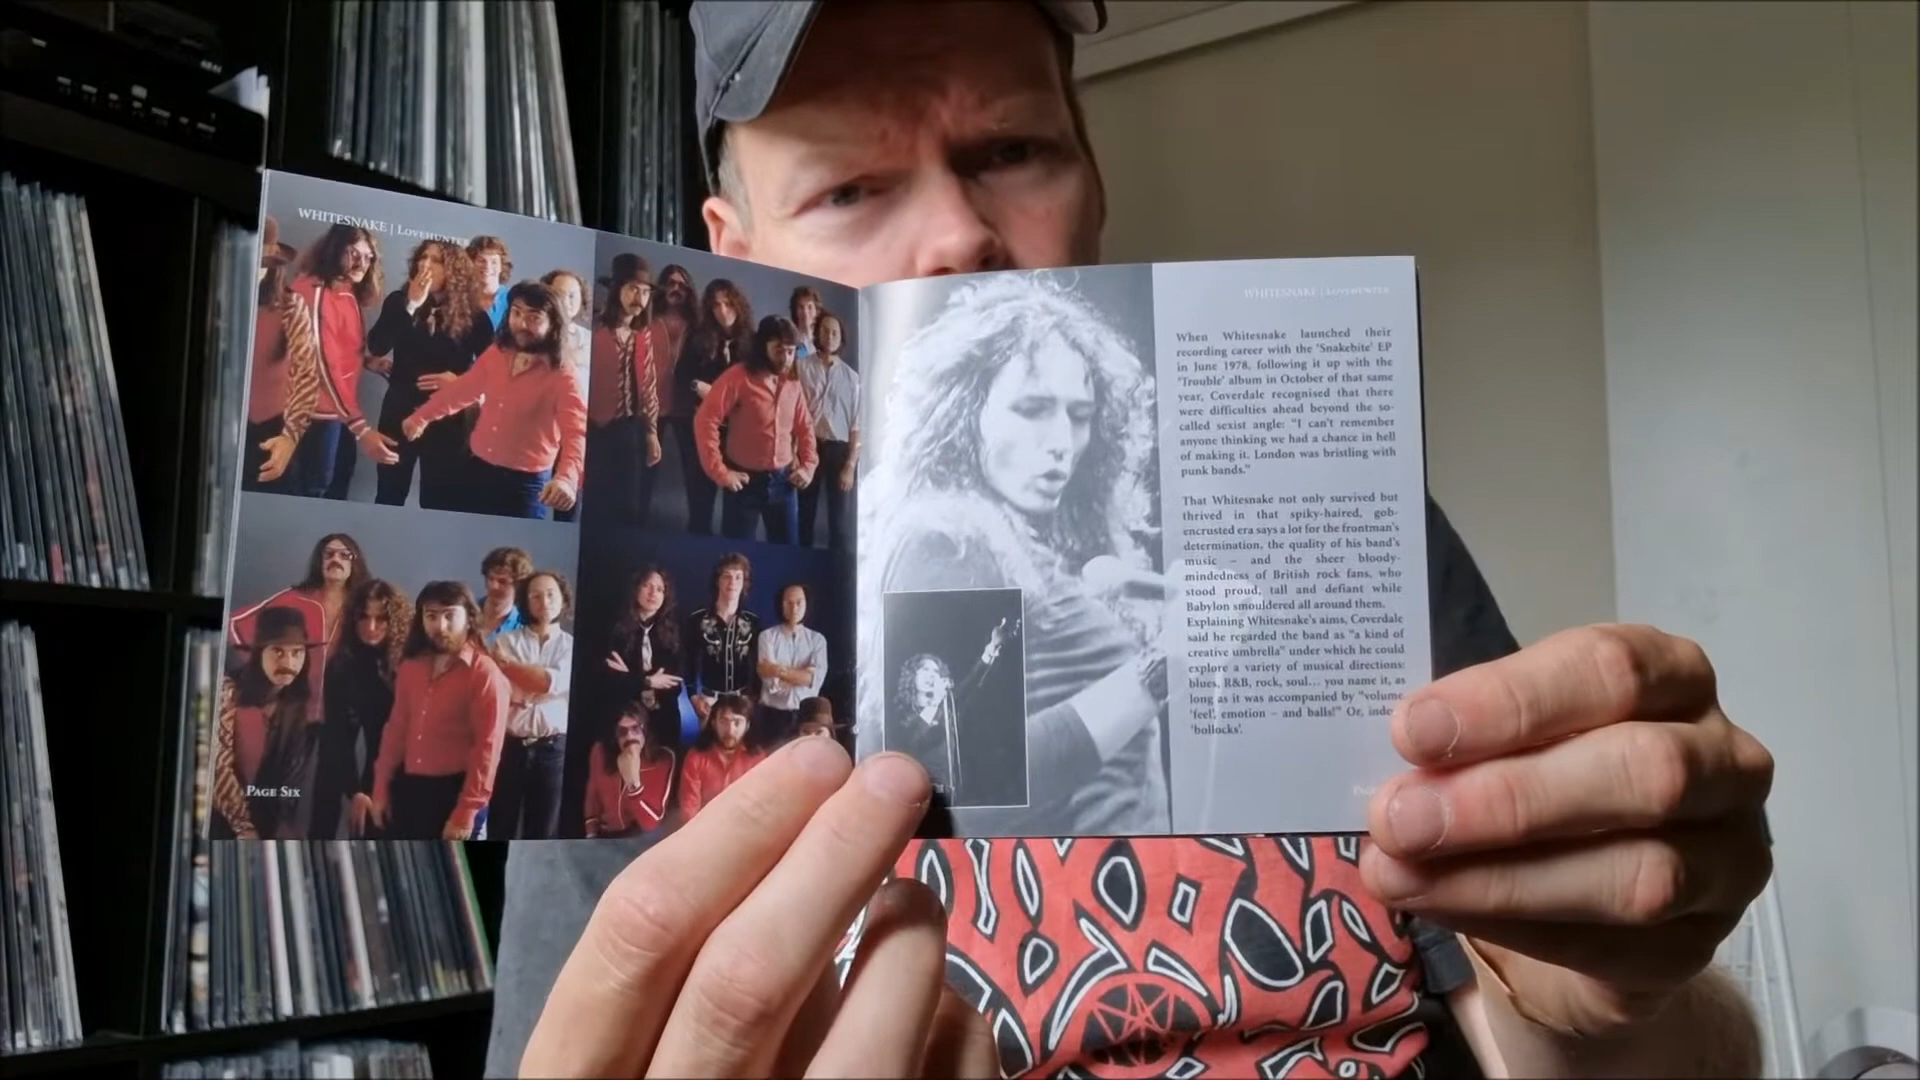 WHITESNAKE | LOVEHUNTER
PAGE SIX
WHITESNAKE | LOVEHUNTER
When Whitesnake launched their
recording career with the 'Snakebite' EP
in June 1978, following it up with the
'Trouble' album in October of that same
year, Coverdale recognised that there
were difficulties ahead beyond the so-
called sexist angle: "I can't remember
anyone thinking we had a chance in hell
of making it. London was bristling with
punk bands."
That Whitesnake not only survived but
thrived in that spiky-haired, gob-
encrusted era says a lot for the frontman's
determination, the quality of his band's
music – and the sheer bloody-
mindedness of British rock fans, who
stood proud, tall and defiant while
Babylon smouldered all around them.
Explaining Whitesnake's aims, Coverdale
said he regarded the band as "a kind of
creative umbrella" under which he could
explore a variety of musical directions:
blues, R&B, rock, soul... you name it, as
long as it was accompanied by "volume,
'feel', emotion – and balls!" Or,
'bollocks'.